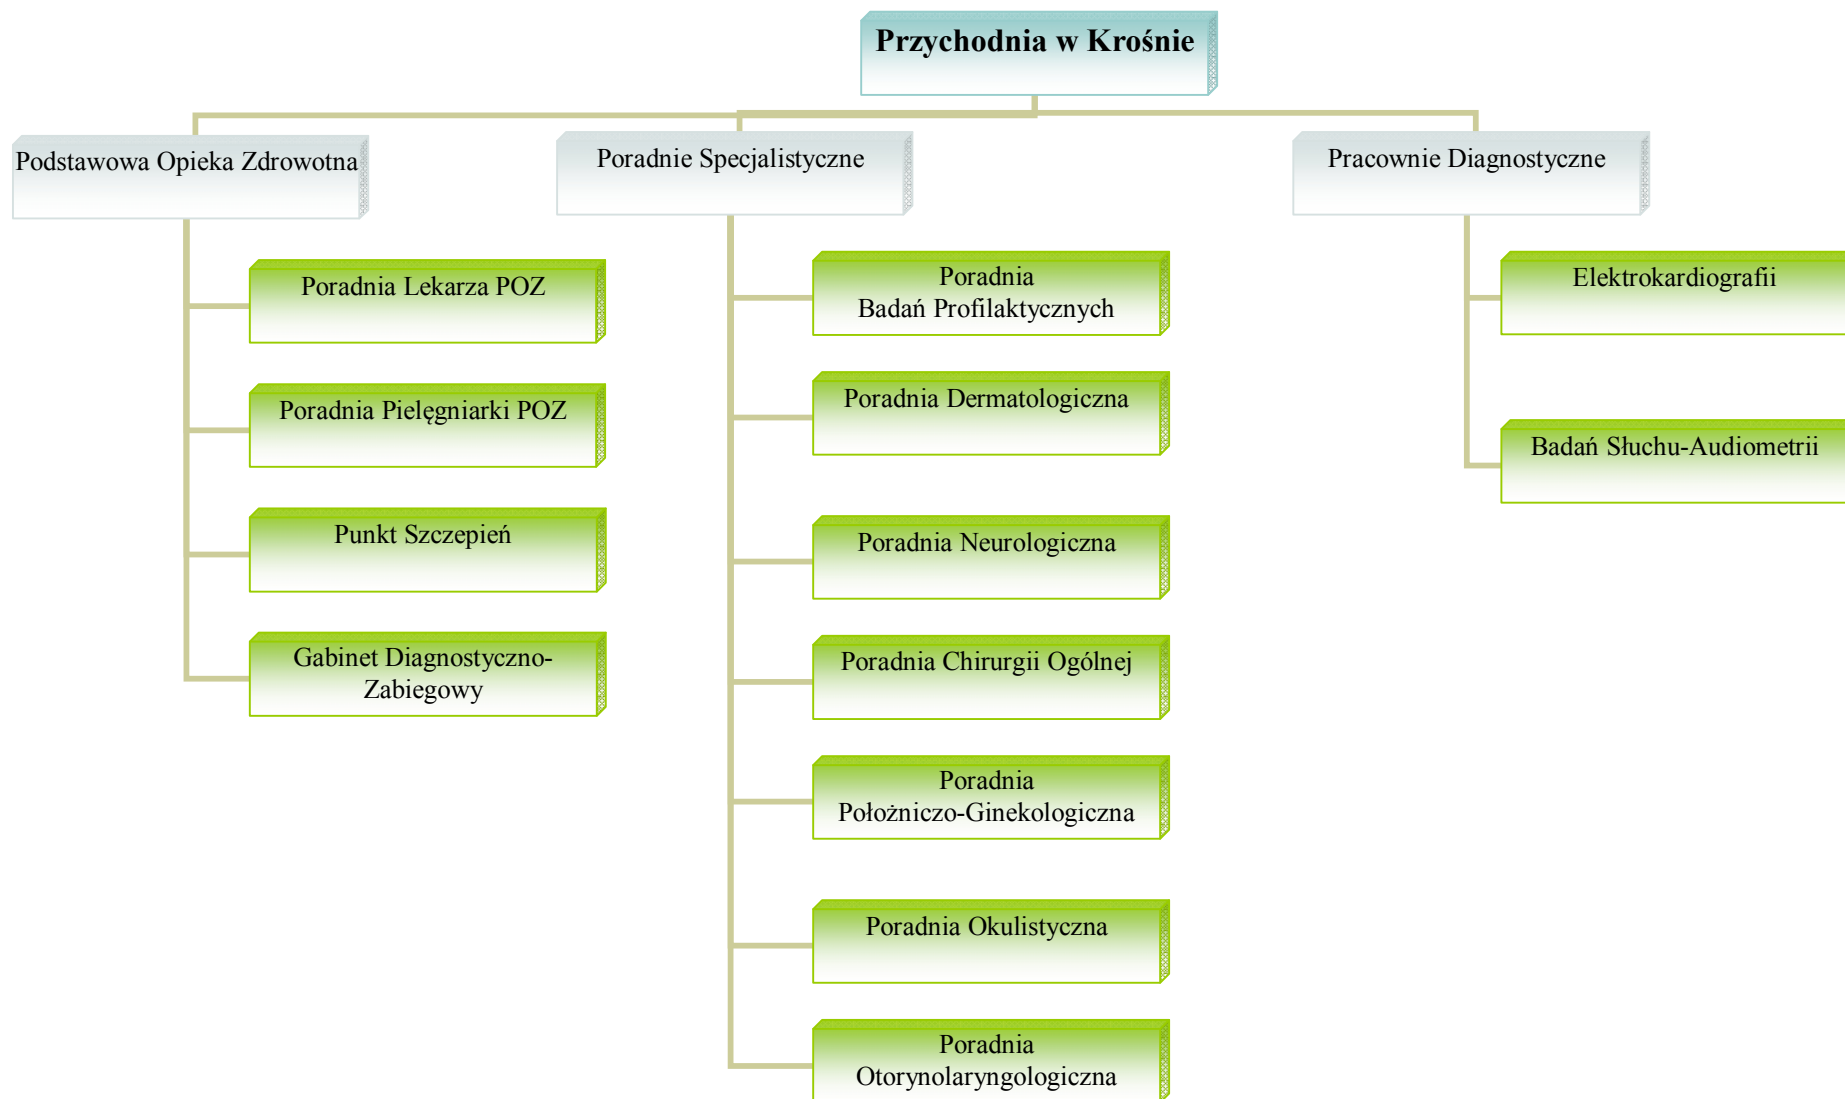 Przychodnia w Krośnie
Podstawowa Opieka Zdrowotna
Poradnie Specjalistyczne
Pracownie Diagnostyczne
Poradnia Lekarza POZ
Poradnia Pielęgniarki POZ
Punkt Szczepień
Gabinet Diagnostyczno-
Zabiegowy
Poradnia
Badań Profilaktycznych
Poradnia Dermatologiczna
Poradnia Neurologiczna
Poradnia Chirurgii Ogólnej
Poradnia
Położniczo-Ginekologiczna
Poradnia Okulistyczna
Poradnia
Otorynolaryngologiczna
Elektrokardiografii
Badań Słuchu-Audiometrii